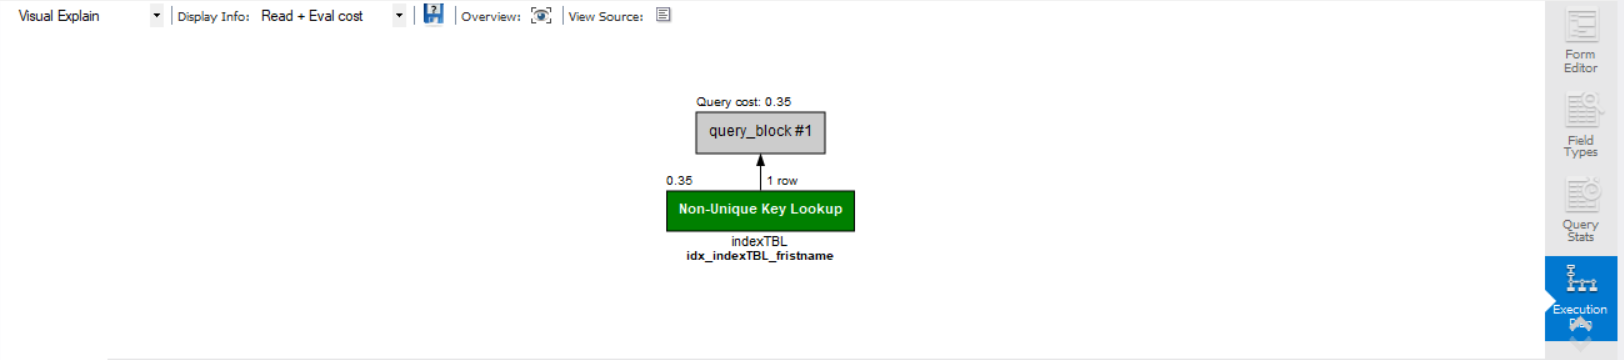 Visual Explain
Display Info: Read + Eval cost
Overview:
View Source:
Query cost: 0.35
query_block #1
0.35
1 row
Non-Unique Key Lookup
indexTBL
idx_indexTBL_fristname
Form
Editor
Field
Types
Query
Stats
Execution
Plan